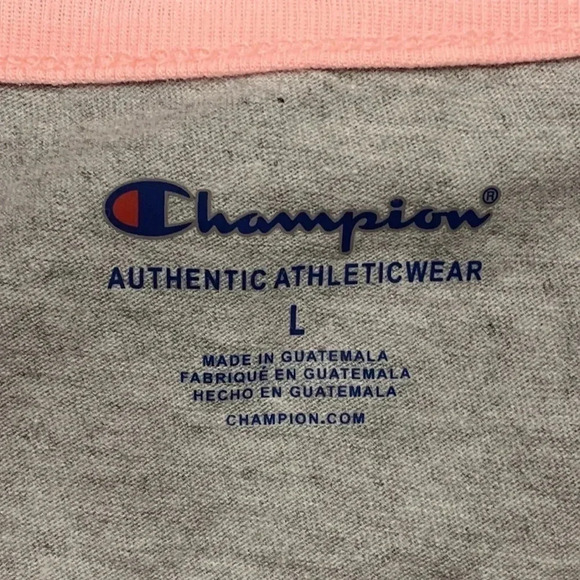 Champion®
AUTHENTIC ATHLETICWEAR
L
MADE IN GUATEMALA
FABRIQUÉ EN GUATEMALA
HECHO EN GUATEMALA
CHAMPION.COM